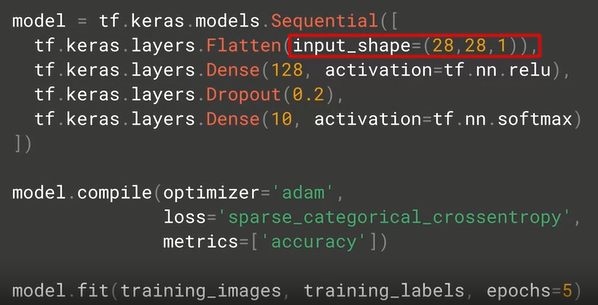 model = tf.keras.models.Sequential([
  tf.keras.layers.Flatten(input_shape=(28,28,1)),
  tf.keras.layers.Dense(128, activation=tf.nn.relu),
  tf.keras.layers.Dropout(0.2),
  tf.keras.layers.Dense(10, activation=tf.nn.softmax)
])
model.compile(optimizer='adam',
              loss='sparse_categorical_crossentropy',
              metrics=['accuracy'])
model.fit(training_images, training_labels, epochs=5)